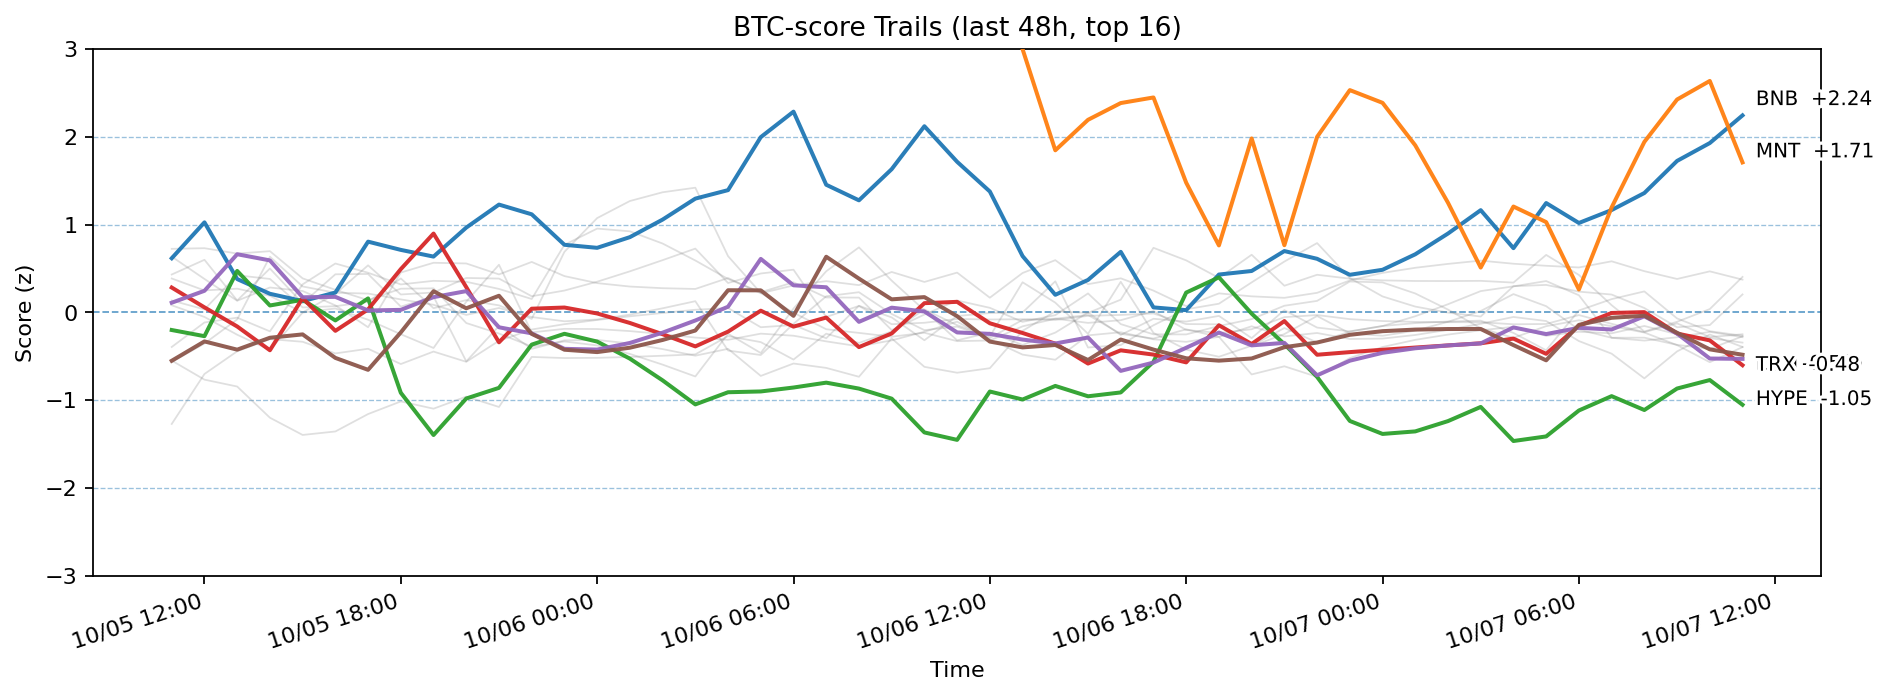 BTC-score Trails (last 48h, top 16)
Score (z)
3
2
1
0
−1
−2
−3
BNB +2.24
MNT +1.71
TRX -0.48
HYPE -1.05
10/05 12:00
10/05 18:00
10/06 00:00
10/06 06:00
10/06 12:00
10/06 18:00
10/07 00:00
10/07 06:00
10/07 12:00
Time